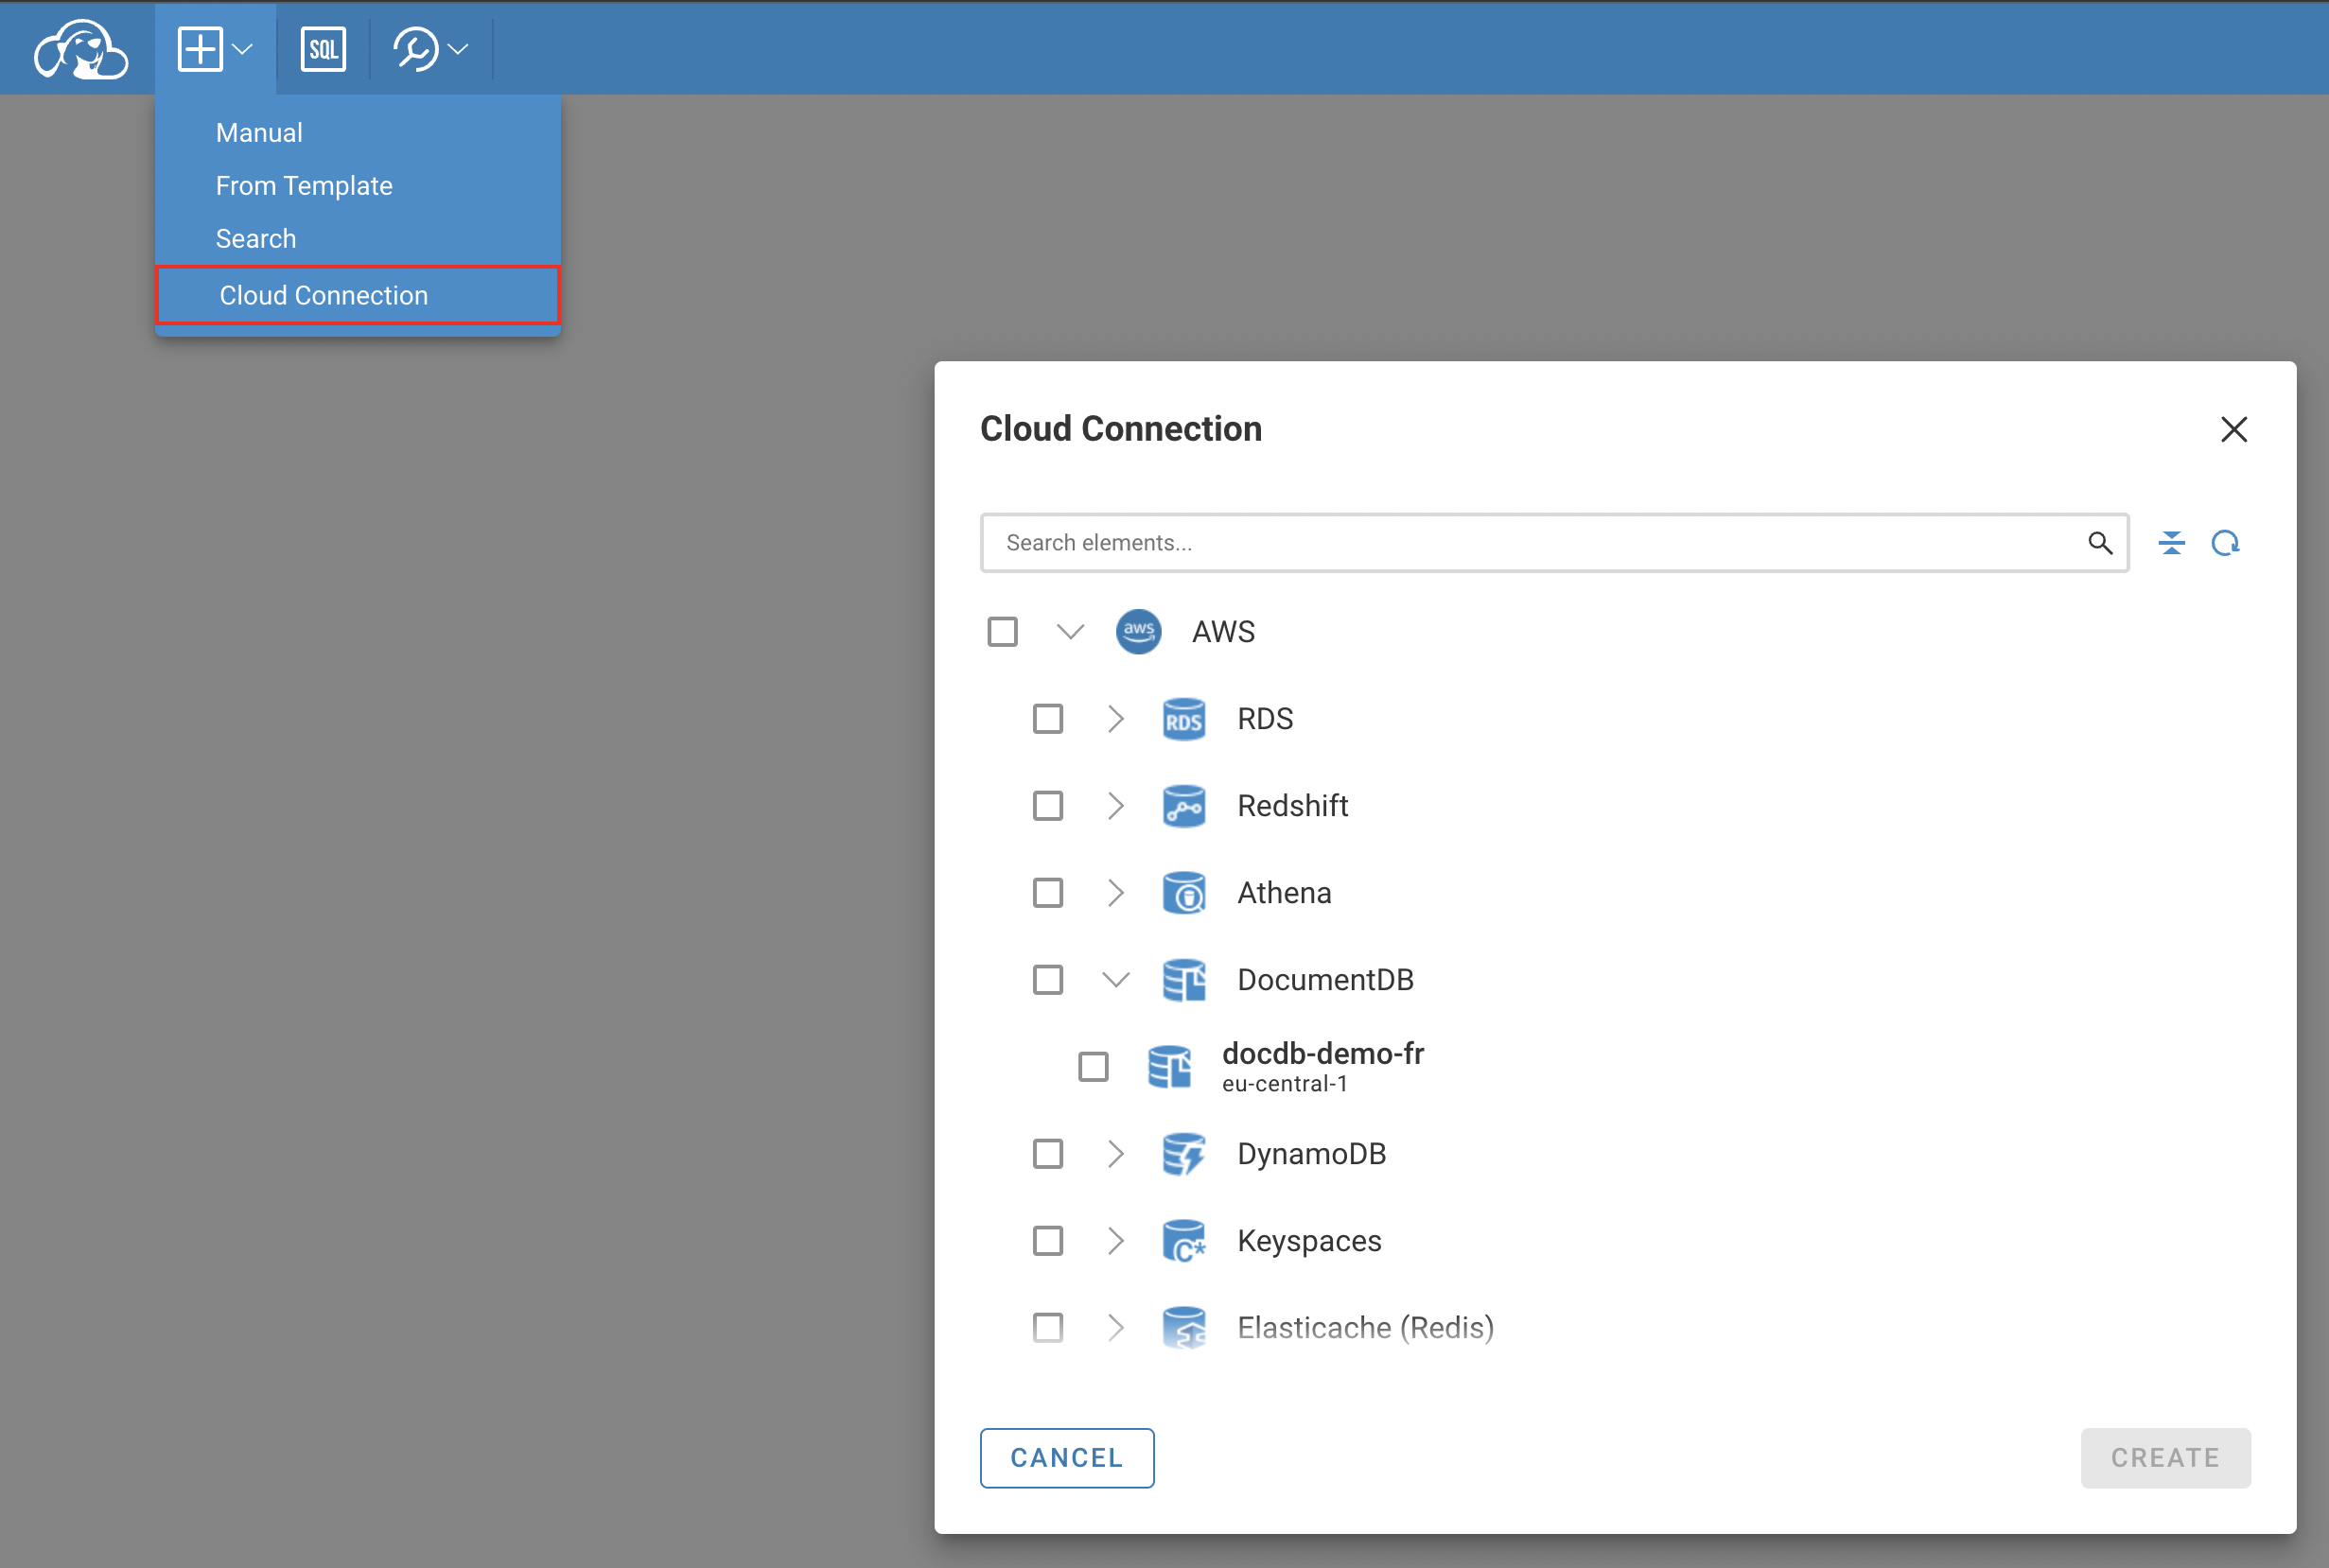 SQL
Manual
From Template
Search
Cloud Connection
Cloud Connection
Search elements...
aws
AWS
RDS
RDS
Redshift
Athena
DocumentDB
docdb-demo-fr
eu-central-1
DynamoDB
C*
Keyspaces
Elasticache (Redis)
CANCEL
CREATE